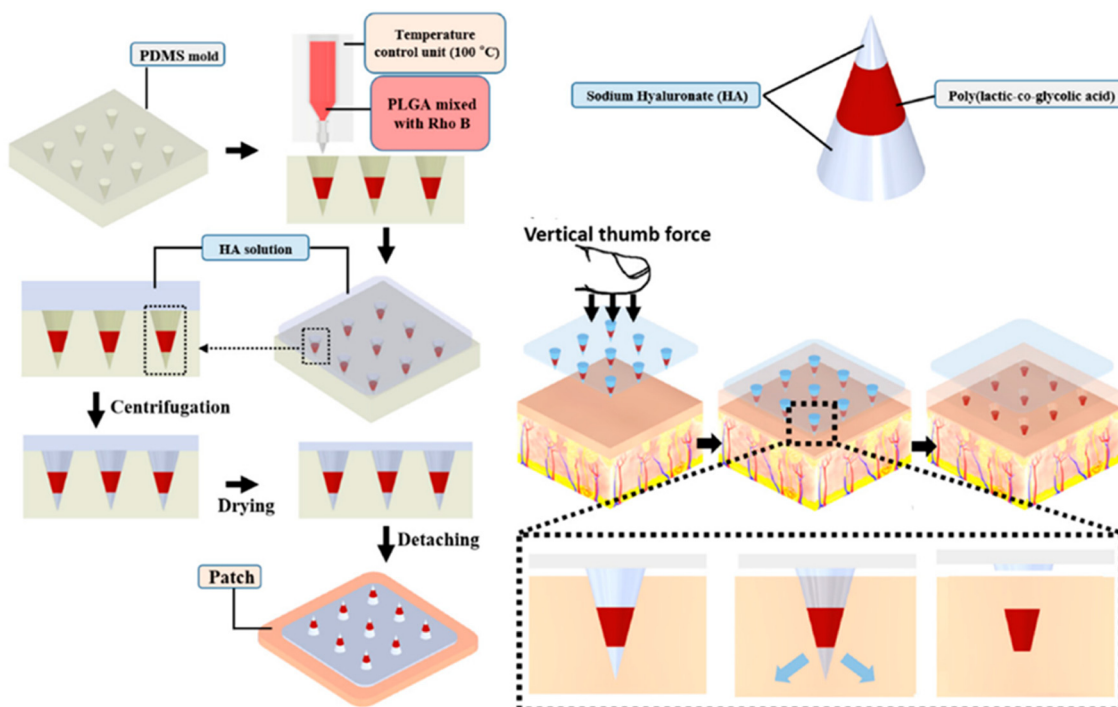 PDMS mold
Temperature
control unit (100 °C)
PLGA mixed
with Rho B
Sodium Hyaluronate (HA)
Poly(lactic-co-glycolic acid)
HA solution
Centrifugation
Drying
Detaching
Patch
Vertical thumb force